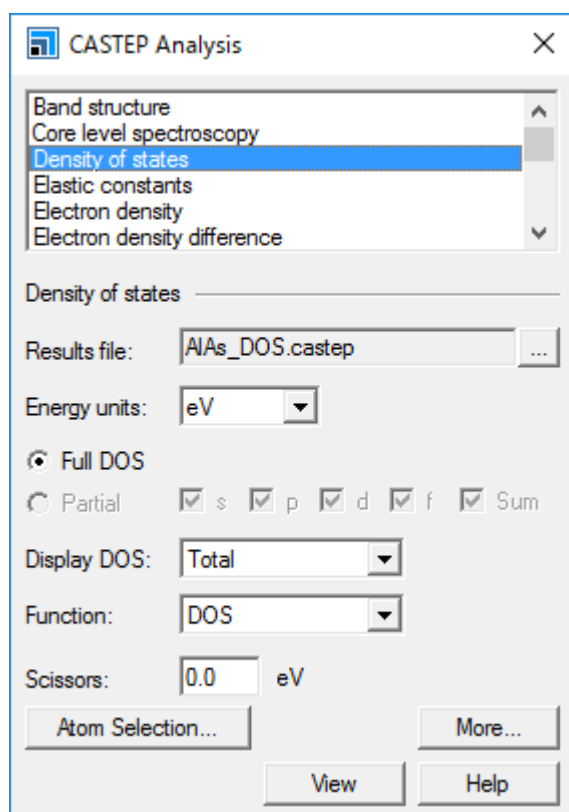 CASTEP Analysis
Band structure
Core level spectroscopy
Density of states
Elastic constants
Electron density
Electron density difference
Density of states
Results file: AlAs_DOS.castep ...
Energy units: eV
Full DOS
Partial s p d f Sum
Display DOS: Total
Function: DOS
Scissors: 0.0 eV
Atom Selection... More...
View Help